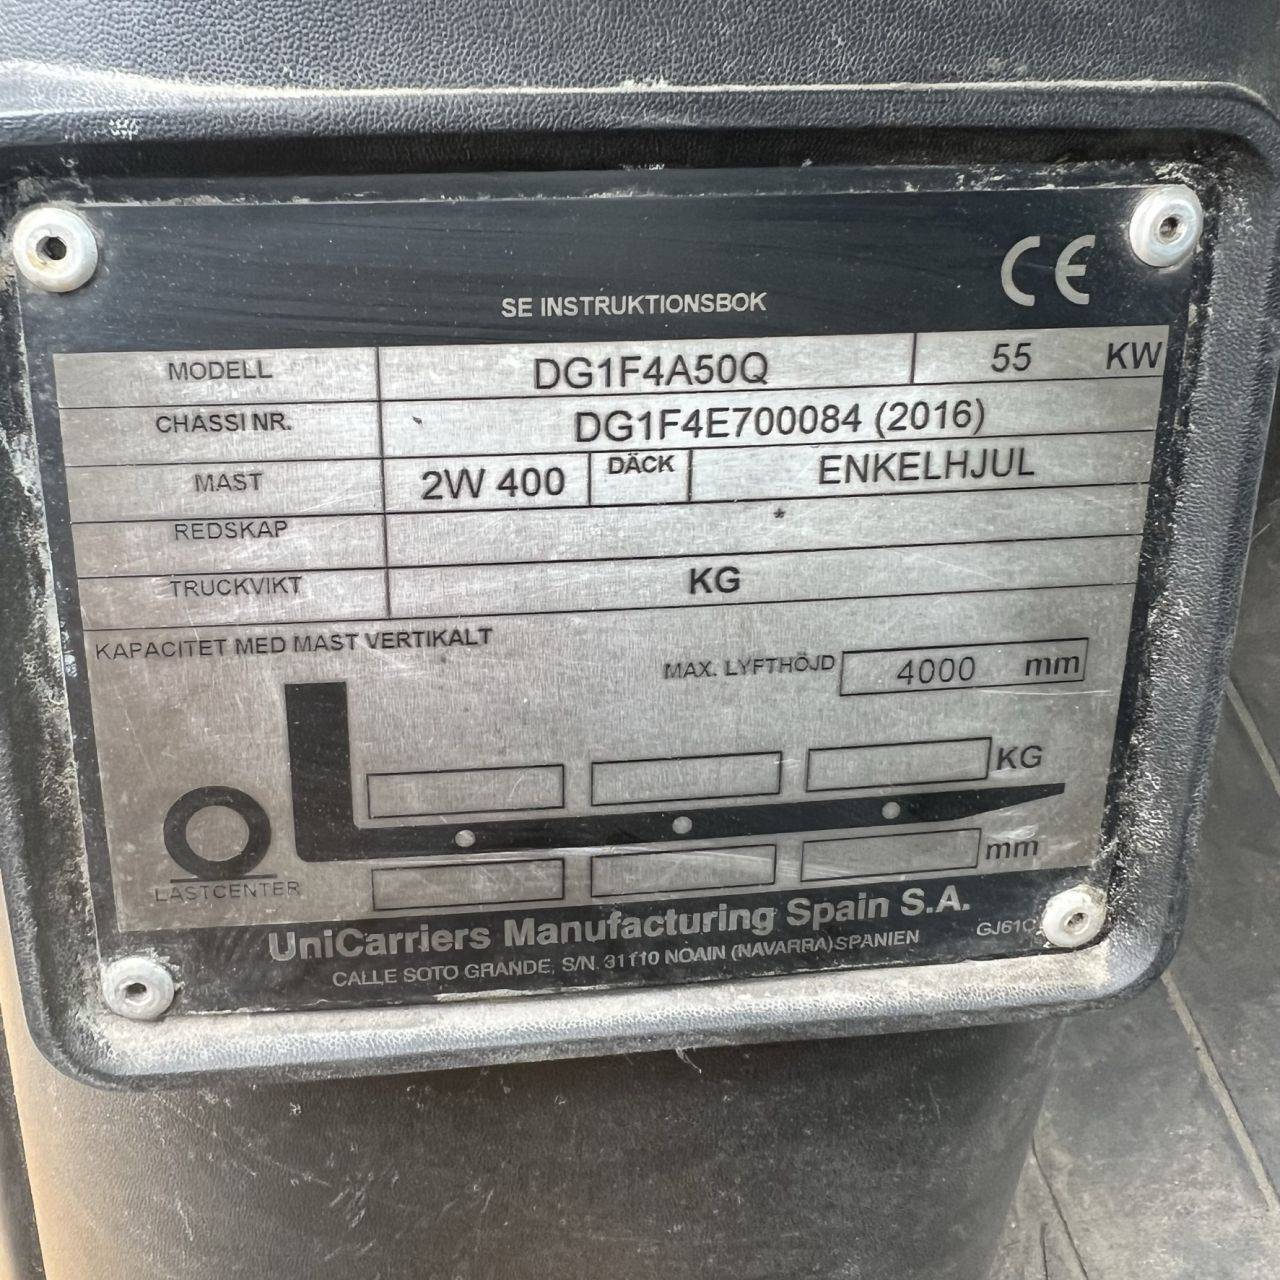 CE
SE INSTRUKTIONSBOK
MODELL DG1F4A50Q 55 KW
CHASSI NR. DG1F4E700084 (2016)
MAST 2W 400 DÄCK ENKELHJUL
REDSKAP *
TRUCKVIKT KG
KAPACITET MED MAST VERTIKALT
MAX. LYFTHÖJD 4000 mm
KG
mm
LASTCENTER
UniCarriers Manufacturing Spain S.A.
CALLE SOTO GRANDE, S/N 31110 NOAIN (NAVARRA) SPANIEN